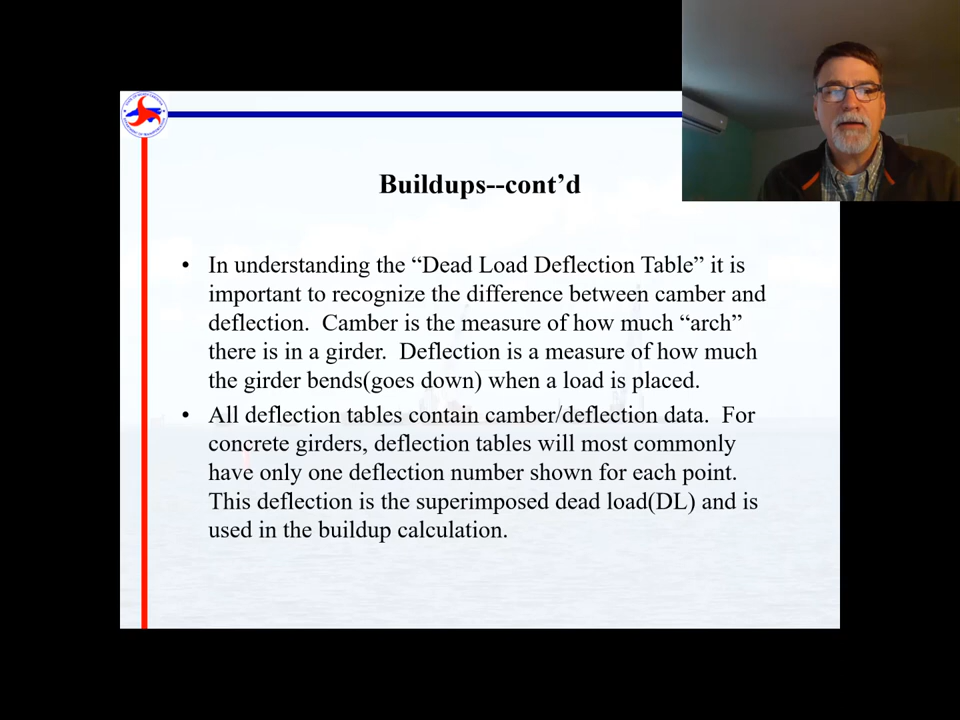 Buildups--cont’d
• In understanding the “Dead Load Deflection Table” it is
important to recognize the difference between camber and
deflection.  Camber is the measure of how much “arch”
there is in a girder.  Deflection is a measure of how much
the girder bends(goes down) when a load is placed.
• All deflection tables contain camber/deflection data.  For
concrete girders, deflection tables will most commonly
have only one deflection number shown for each point.
This deflection is the superimposed dead load(DL) and is
used in the buildup calculation.